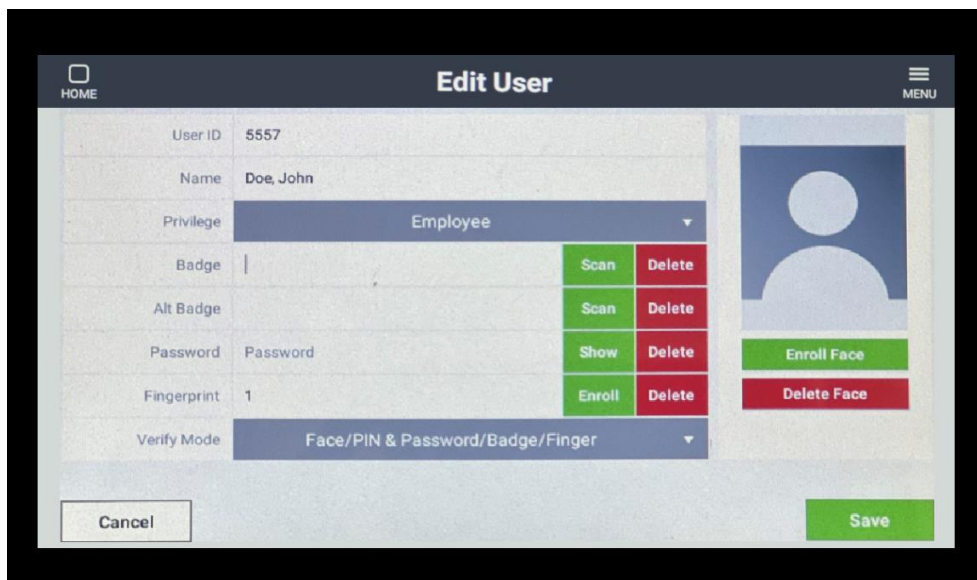 HOME
Edit User
MENU
User ID 5557
Name Doe, John
Privilege Employee
Badge Scan Delete
Alt Badge Scan Delete
Password Password Show Delete
Fingerprint 1 Enroll Delete
Verify Mode Face/PIN & Password/Badge/Finger
Enroll Face
Delete Face
Cancel
Save